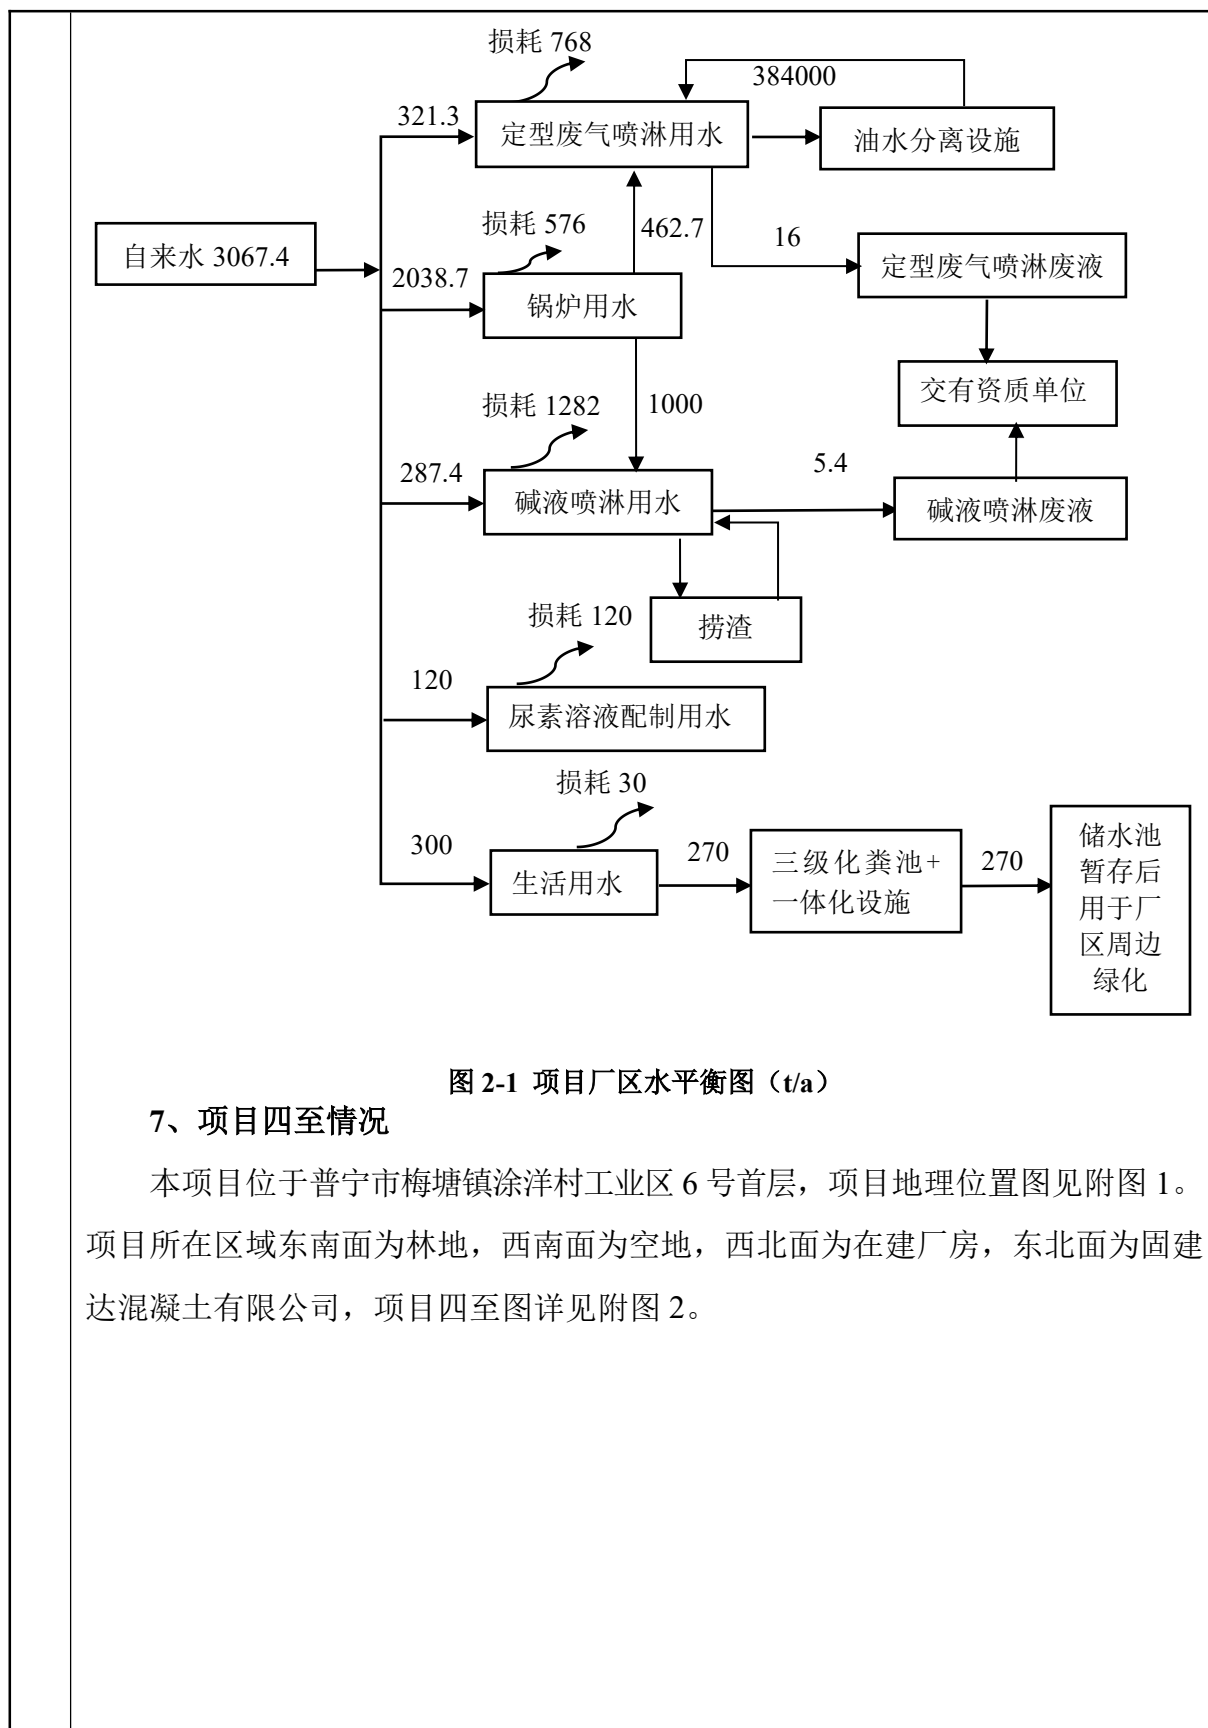 损耗 768
384000
321.3
定型废气喷淋用水
油水分离设施
损耗 576
462.7
16
自来水 3067.4
定型废气喷淋废液
2038.7
锅炉用水
交有资质单位
损耗 1282
1000
5.4
287.4
碱液喷淋用水
碱液喷淋废液
损耗 120
捞渣
120
尿素溶液配制用水
损耗 30
300
生活用水
270
三级化粪池+
一体化设施
270
储水池
暂存后
用于厂
区周边
绿化
图 2-1 项目厂区水平衡图（t/a）
7、项目四至情况
本项目位于普宁市梅塘镇涂洋村工业区 6 号首层，项目地理位置图见附图 1。
项目所在区域东南面为林地，西南面为空地，西北面为在建厂房，东北面为固建
达混凝土有限公司，项目四至图详见附图 2。